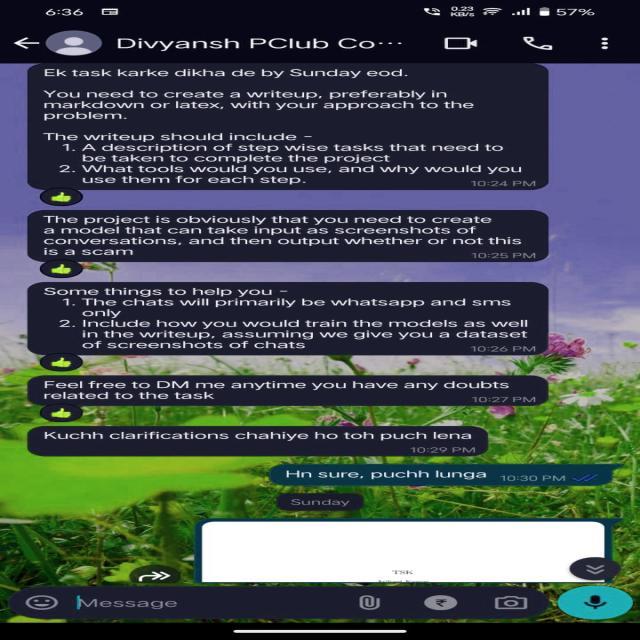 6:36
0.23
KB/s
57%
Divyansh PClub Co...
Ek task karke dikha de by Sunday eod.
You need to create a writeup, preferably in
markdown or latex, with your approach to the
problem.
The writeup should include -
1. A description of step wise tasks that need to
be taken to complete the project
2. What tools would you use, and why would you
use them for each step.
10:24 PM
The project is obviously that you need to create
a model that can take input as screenshots of
conversations, and then output whether or not this
is a scam
10:25 PM
Some things to help you -
1. The chats will primarily be whatsapp and sms
only
2. Include how you would train the models as well
in the writeup, assuming we give you a dataset
of screenshots of chats
10:26 PM
Feel free to DM me anytime you have any doubts
related to the task
10:27 PM
Kuchh clarifications chahiye ho toh puch lena
10:29 PM
Hn sure, puchh lunga 10:30 PM
Sunday
TSK
Message
₹